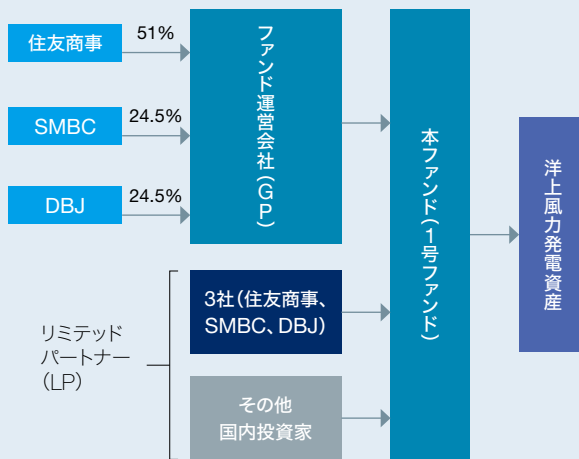 住友商事
51%
SMBC
24.5%
DBJ
24.5%
ファンド運営会社（GP）
リミテッド
パートナー
（LP）
3社（住友商事、
SMBC、DBJ）
その他
国内投資家
本ファンド（1号ファンド）
洋上風力発電資産